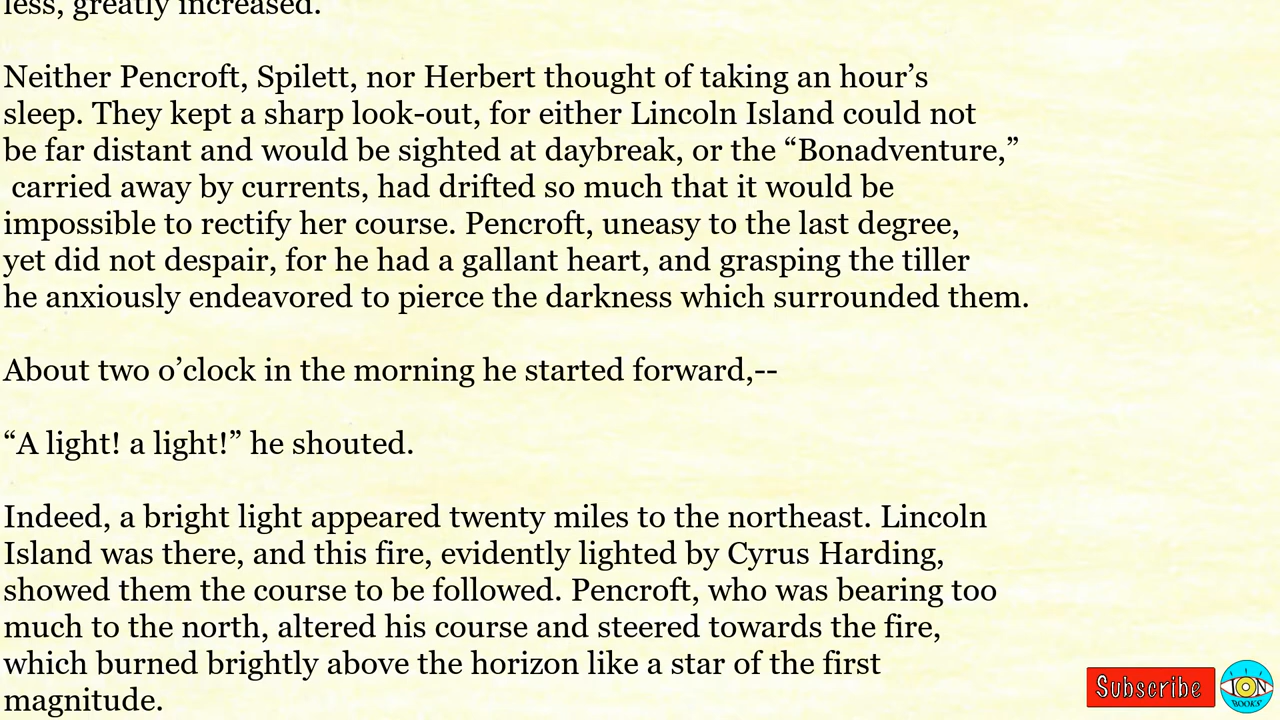 less, greatly increased.
Neither Pencroft, Spilett, nor Herbert thought of taking an hour’s
sleep. They kept a sharp look-out, for either Lincoln Island could not
be far distant and would be sighted at daybreak, or the “Bonadventure,”
carried away by currents, had drifted so much that it would be
impossible to rectify her course. Pencroft, uneasy to the last degree,
yet did not despair, for he had a gallant heart, and grasping the tiller
he anxiously endeavored to pierce the darkness which surrounded them.
About two o’clock in the morning he started forward,--
“A light! a light!” he shouted.
Indeed, a bright light appeared twenty miles to the northeast. Lincoln
Island was there, and this fire, evidently lighted by Cyrus Harding,
showed them the course to be followed. Pencroft, who was bearing too
much to the north, altered his course and steered towards the fire,
which burned brightly above the horizon like a star of the first
magnitude.
Subscribe
ION
BOOKS